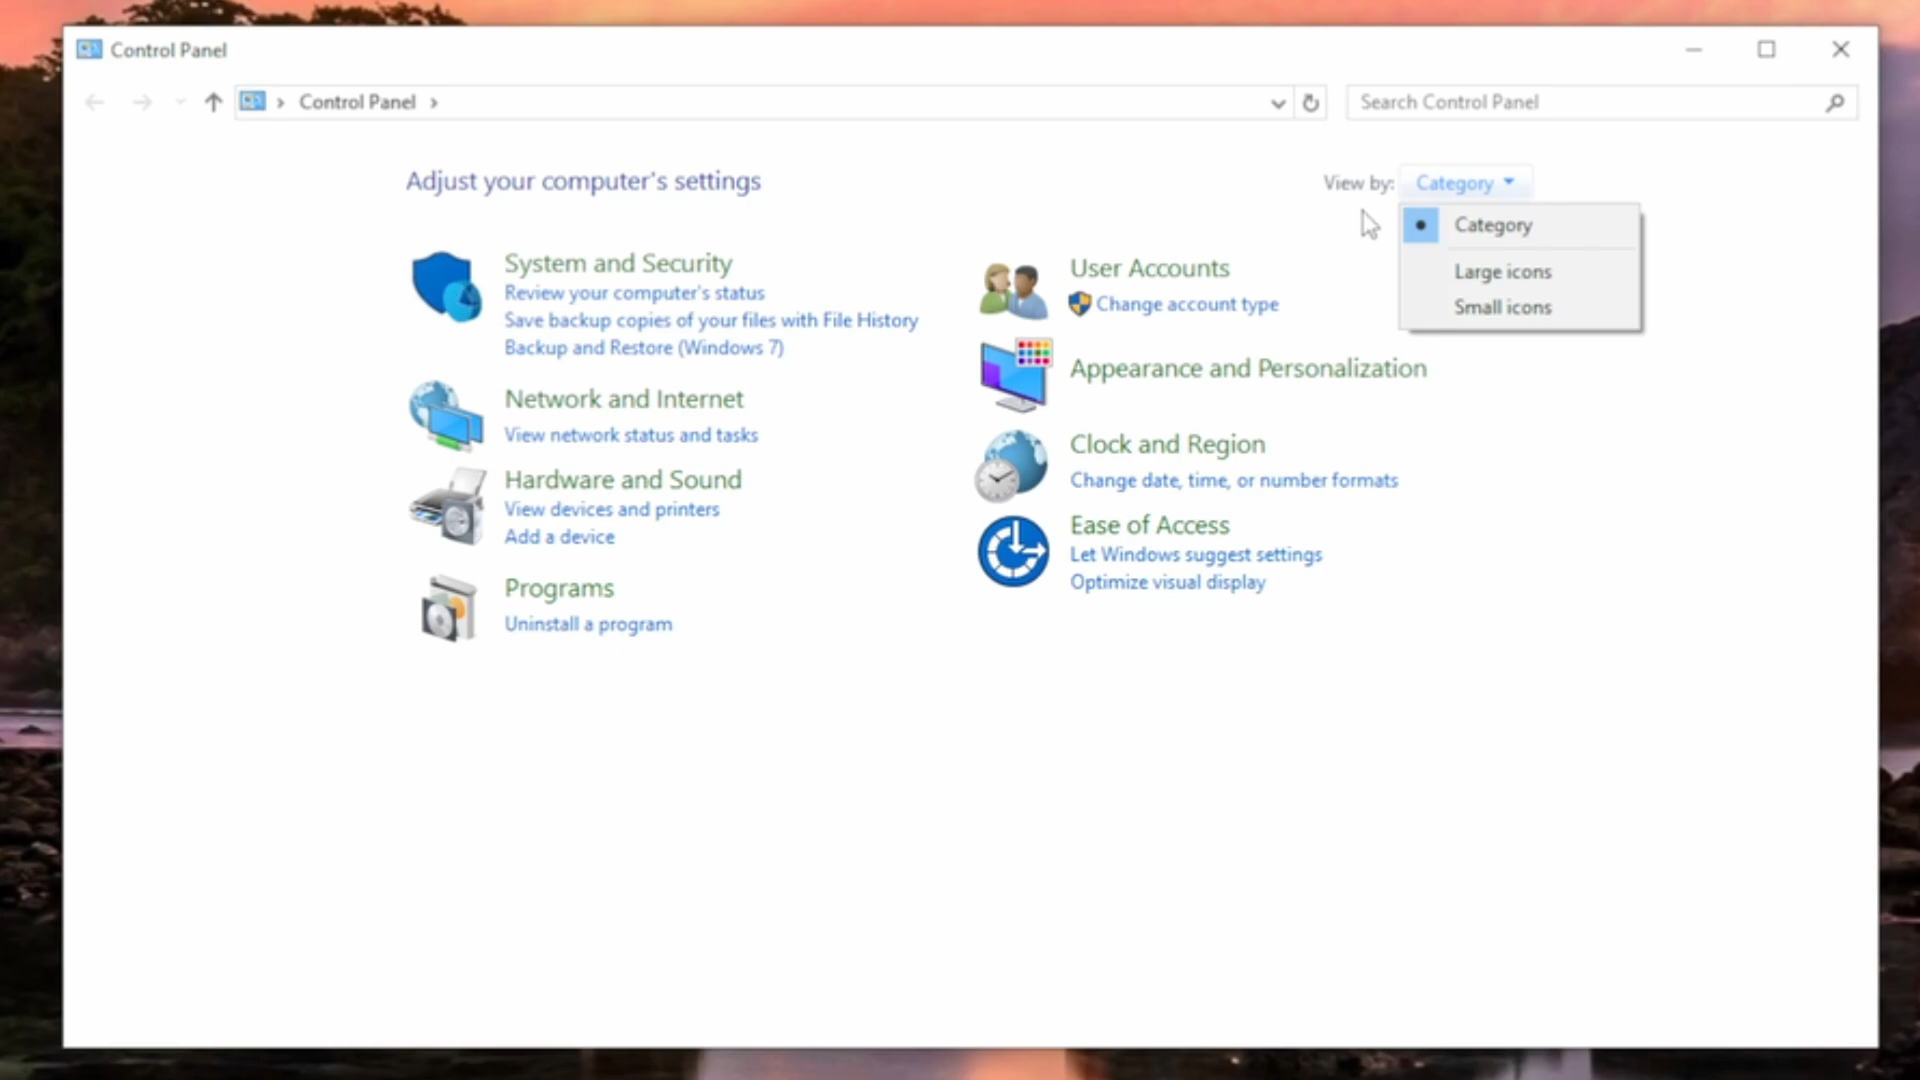 Control Panel
Control Panel
Search Control Panel
Adjust your computer's settings
View by: Category
Category
Large icons
Small icons
System and Security
Review your computer's status
Save backup copies of your files with File History
Backup and Restore (Windows 7)
Network and Internet
View network status and tasks
Hardware and Sound
View devices and printers
Add a device
Programs
Uninstall a program
User Accounts
Change account type
Appearance and Personalization
Clock and Region
Change date, time, or number formats
Ease of Access
Let Windows suggest settings
Optimize visual display